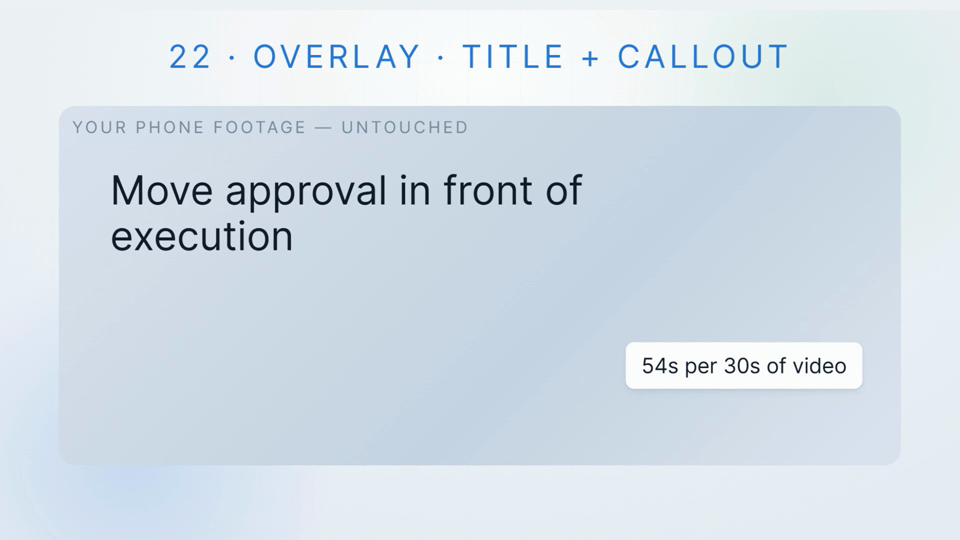 22 · OVERLAY · TITLE + CALLOUT
YOUR PHONE FOOTAGE — UNTOUCHED
Move approval in front of
execution
54s per 30s of video